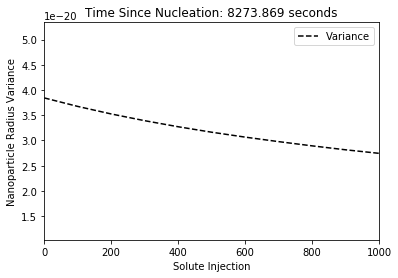 Time Since Nucleation: 8273.869 seconds
1e−20
Variance
Nanoparticle Radius Variance
5.0
4.5
4.0
3.5
3.0
2.5
2.0
1.5
0 200 400 600 800 1000
Solute Injection